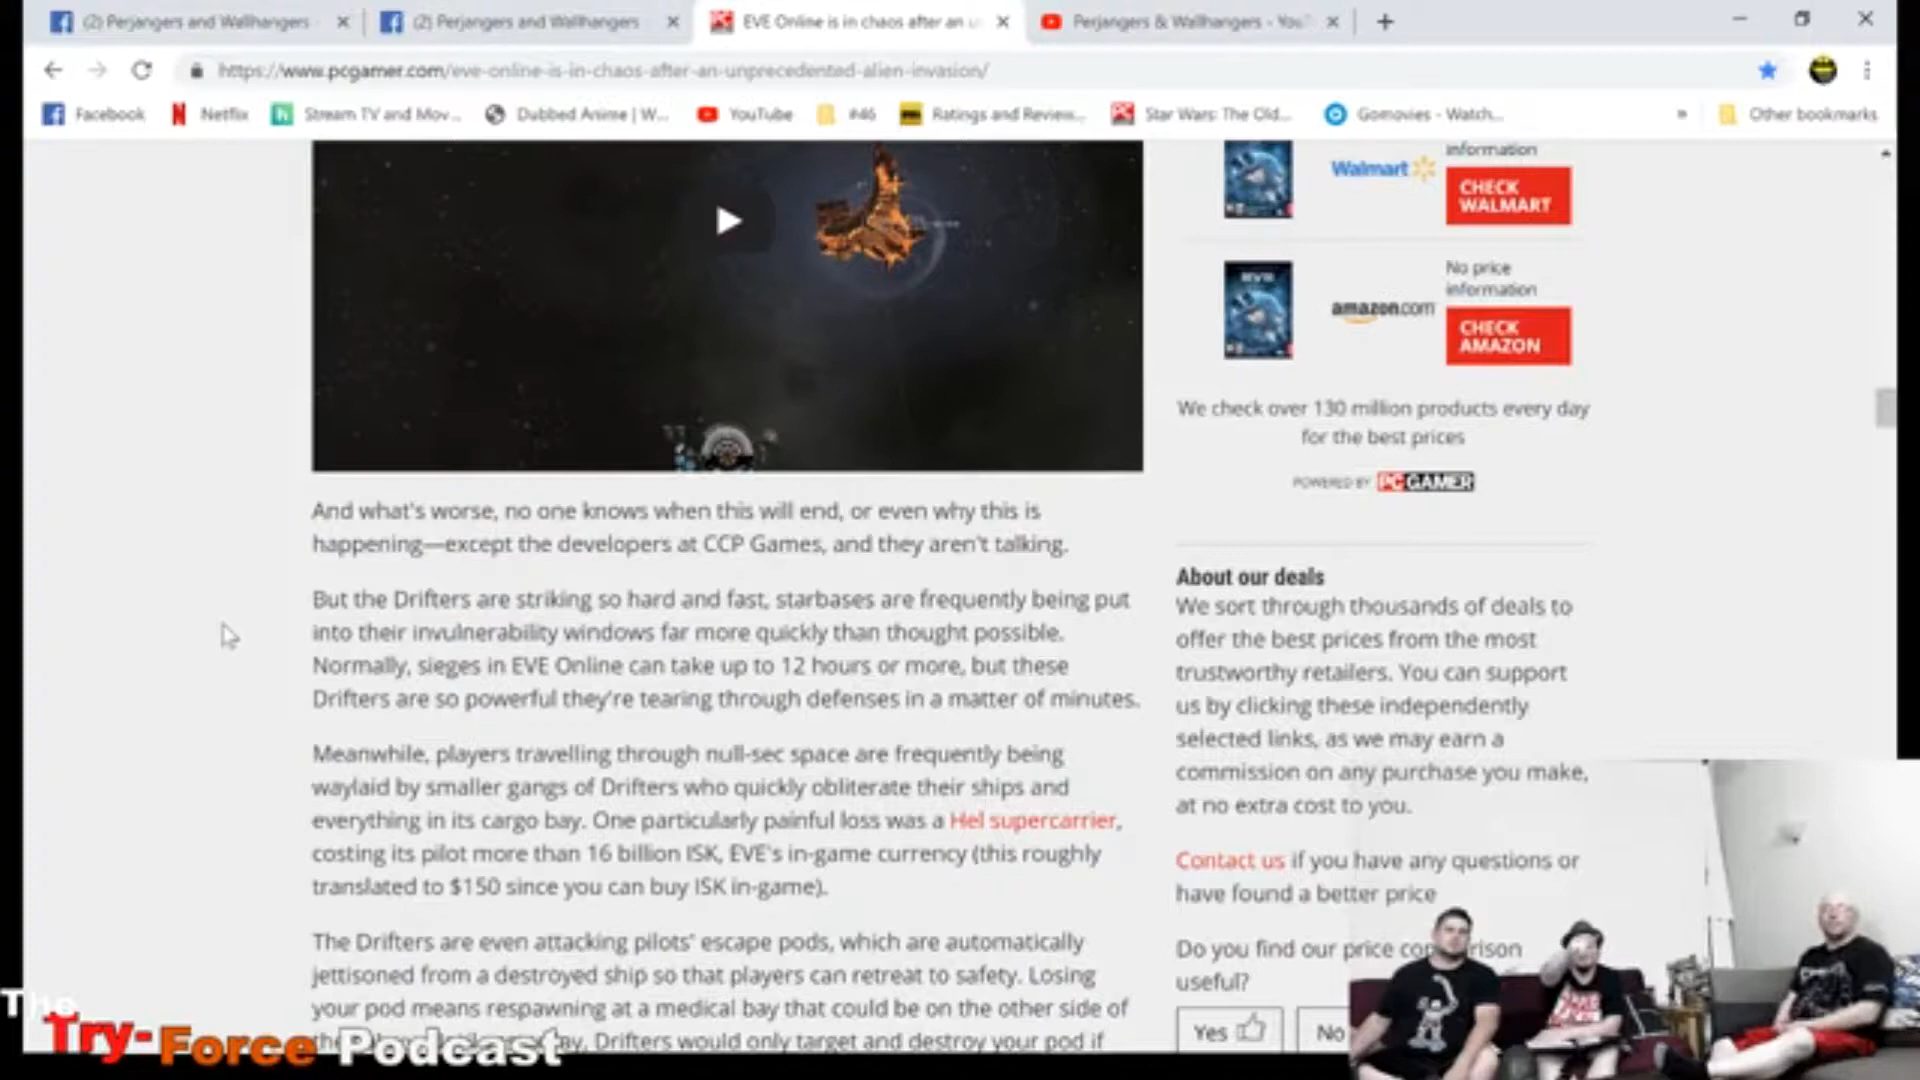 (2) Perjangers and Wallhangers
(2) Perjangers and Wallhangers
EVE Online is in chaos after an u
Perjangers & Wallhangers - You
https://www.pcgamer.com/eve-online-is-in-chaos-after-an-unprecedented-alien-invasion/
Facebook
Netflix
Stream TV and Mov...
Dubbed Anime | W...
YouTube
#46
Ratings and Review...
Star Wars: The Old...
Gomovies - Watch...
»
Other bookmarks
information
Walmart
CHECK
WALMART
No price
information
amazon.com
CHECK
AMAZON
We check over 130 million products every day
for the best prices
POWERED BY PC GAMER
And what's worse, no one knows when this will end, or even why this is
happening—except the developers at CCP Games, and they aren't talking.
But the Drifters are striking so hard and fast, starbases are frequently being put
into their invulnerability windows far more quickly than thought possible.
Normally, sieges in EVE Online can take up to 12 hours or more, but these
Drifters are so powerful they're tearing through defenses in a matter of minutes.
Meanwhile, players travelling through null-sec space are frequently being
waylaid by smaller gangs of Drifters who quickly obliterate their ships and
everything in its cargo bay. One particularly painful loss was a Hel supercarrier,
costing its pilot more than 16 billion ISK, EVE's in-game currency (this roughly
translated to $150 since you can buy ISK in-game).
The Drifters are even attacking pilots' escape pods, which are automatically
jettisoned from a destroyed ship so that players can retreat to safety. Losing
your pod means respawning at a medical bay that could be on the other side of
Drifters would only target and destroy your pod if
About our deals
We sort through thousands of deals to
offer the best prices from the most
trustworthy retailers. You can support
us by clicking these independently
selected links, as we may earn a
commission on any purchase you make,
at no extra cost to you.
Contact us if you have any questions or
have found a better price
Do you find our price
useful?
Yes
No
The
Try-Force Podcast